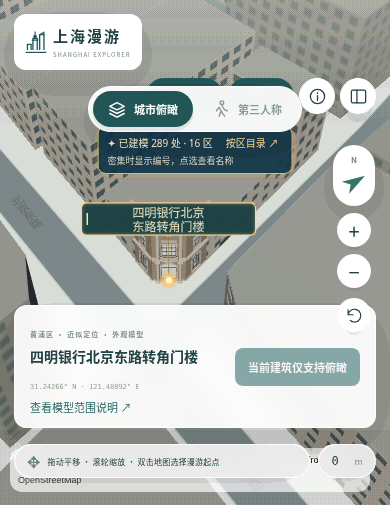 上海漫游
SHANGHAI EXPLORER
城市俯瞰
第三人称
✦ 已建模 289 处 · 16 区 按区目录 ↗
密集时显示编号，点选查看名称
N
四明银行北京
东路转角门楼
+
−
黄浦区 · 近似定位 · 外观模型
四明银行北京东路转角门楼
当前建筑仅支持俯瞰
31.24266° N · 121.48092° E
查看模型范围说明 ↗
拖动平移 · 滚轮缩放 · 双击地图选择漫游起点
0 m
OpenStreetMap